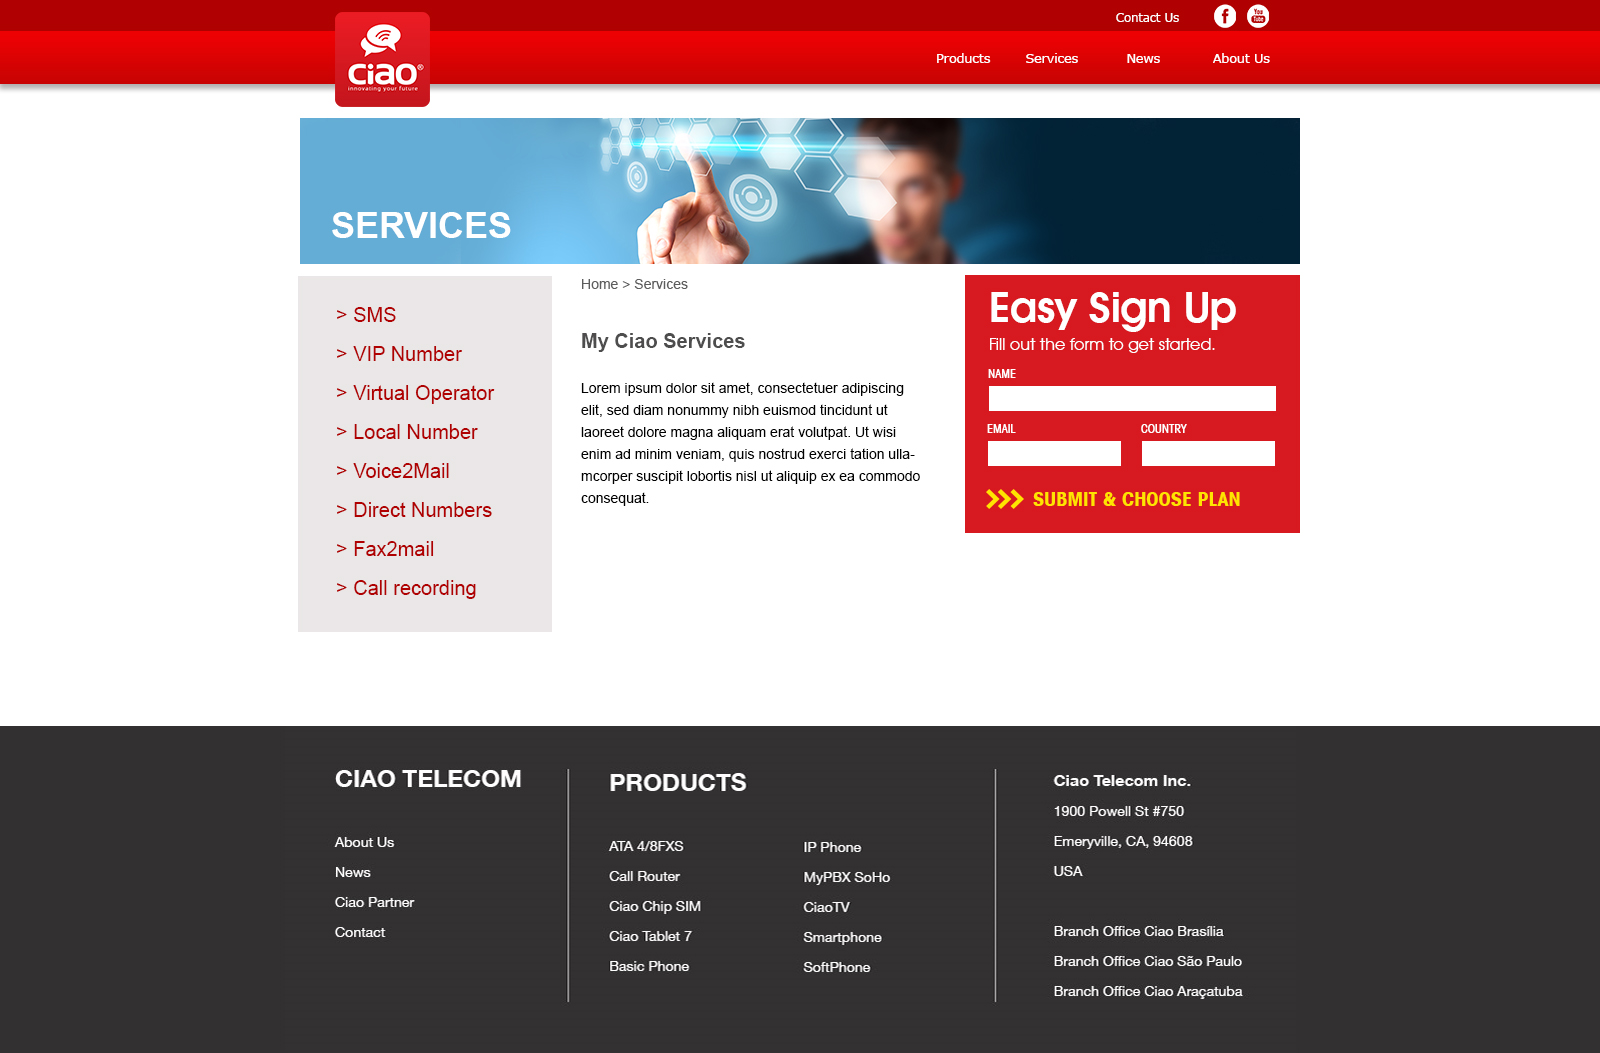 Contact Us
You
Tube
ciao®
innovating your future
Products
Services
News
About Us
SERVICES
> SMS
> VIP Number
> Virtual Operator
> Local Number
> Voice2Mail
> Direct Numbers
> Fax2mail
> Call recording
Home > Services
My Ciao Services
Lorem ipsum dolor sit amet, consectetuer adipiscing
elit, sed diam nonummy nibh euismod tincidunt ut
laoreet dolore magna aliquam erat volutpat. Ut wisi
enim ad minim veniam, quis nostrud exerci tation ulla-
mcorper suscipit lobortis nisl ut aliquip ex ea commodo
consequat.
Easy Sign Up
Fill out the form to get started.
NAME
EMAIL
COUNTRY
SUBMIT & CHOOSE PLAN
CIAO TELECOM
About Us
News
Ciao Partner
Contact
PRODUCTS
ATA 4/8FXS
Call Router
Ciao Chip SIM
Ciao Tablet 7
Basic Phone
IP Phone
MyPBX SoHo
CiaoTV
Smartphone
SoftPhone
Ciao Telecom Inc.
1900 Powell St #750
Emeryville, CA, 94608
USA
Branch Office Ciao Brasília
Branch Office Ciao São Paulo
Branch Office Ciao Araçatuba